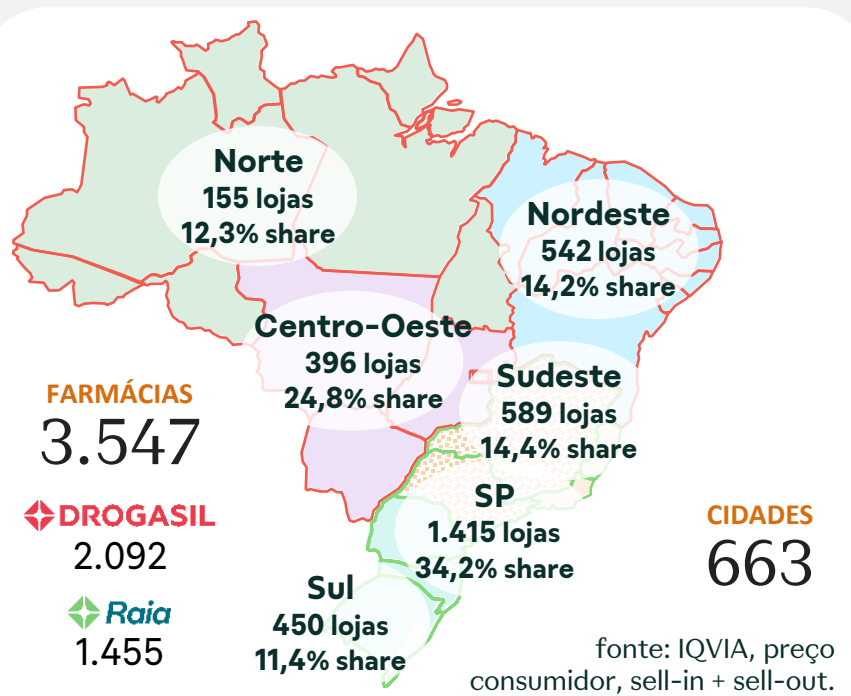 Norte
155 lojas
12,3% share
Nordeste
542 lojas
14,2% share
Centro-Oeste
396 lojas
24,8% share
Sudeste
589 lojas
14,4% share
SP
1.415 lojas
34,2% share
Sul
450 lojas
11,4% share
FARMÁCIAS
3.547
DROGASIL
2.092
Raia
1.455
CIDADES
663
fonte: IQVIA, preço
consumidor, sell-in + sell-out.